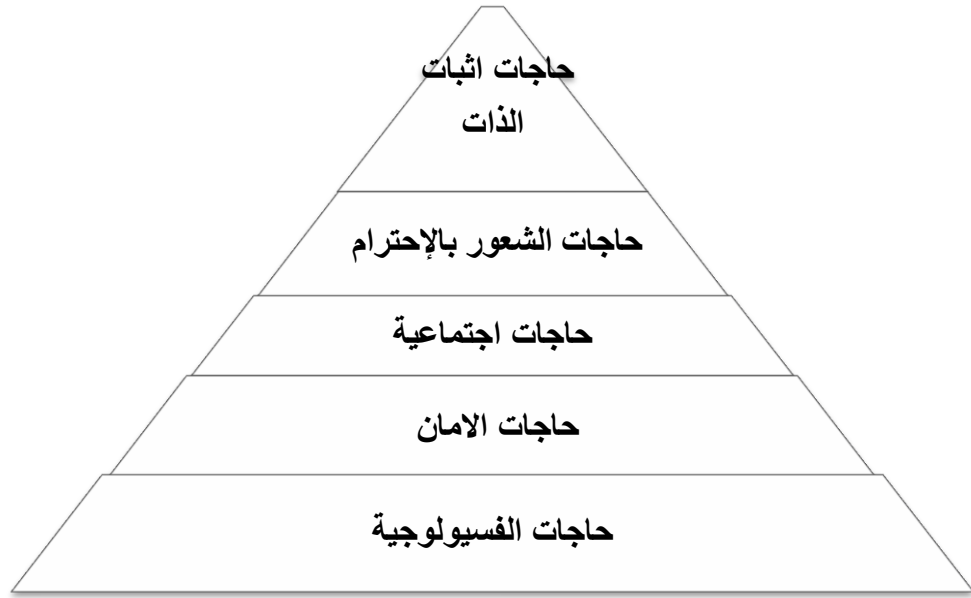 حاجات اثبات
الذات
حاجات الشعور بالإحترام
حاجات اجتماعية
حاجات الامان
حاجات الفسيولوجية